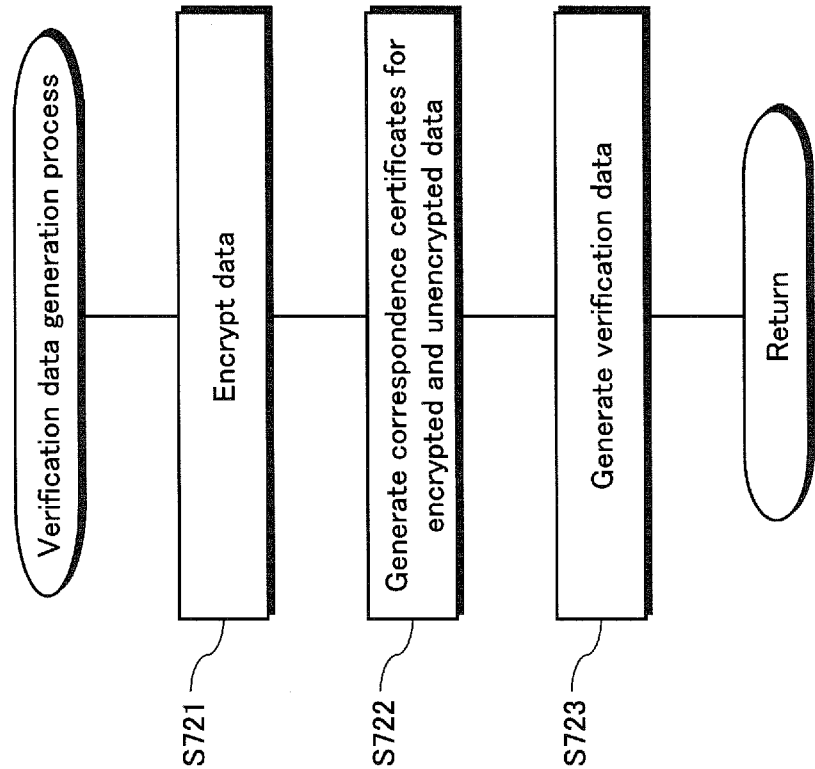 Verification data generation process
S721
Encrypt data
S722
Generate correspondence certificates for
encrypted and unencrypted data
S723
Generate verification data
Return